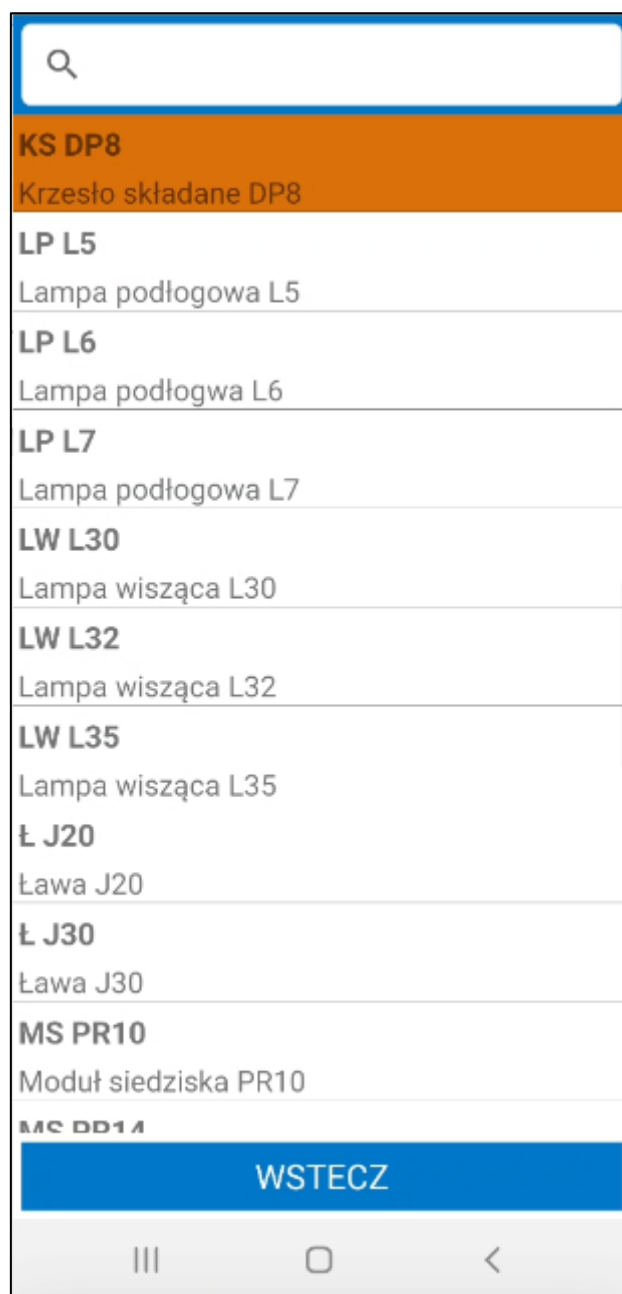 KS DP8
Krzesło składane DP8
LP L5
Lampa podłogowa L5
LP L6
Lampa podłogwa L6
LP L7
Lampa podłogowa L7
LW L30
Lampa wisząca L30
LW L32
Lampa wisząca L32
LW L35
Lampa wisząca L35
Ł J20
Ława J20
Ł J30
Ława J30
MS PR10
Moduł siedziska PR10
MS PR14
WSTECZ